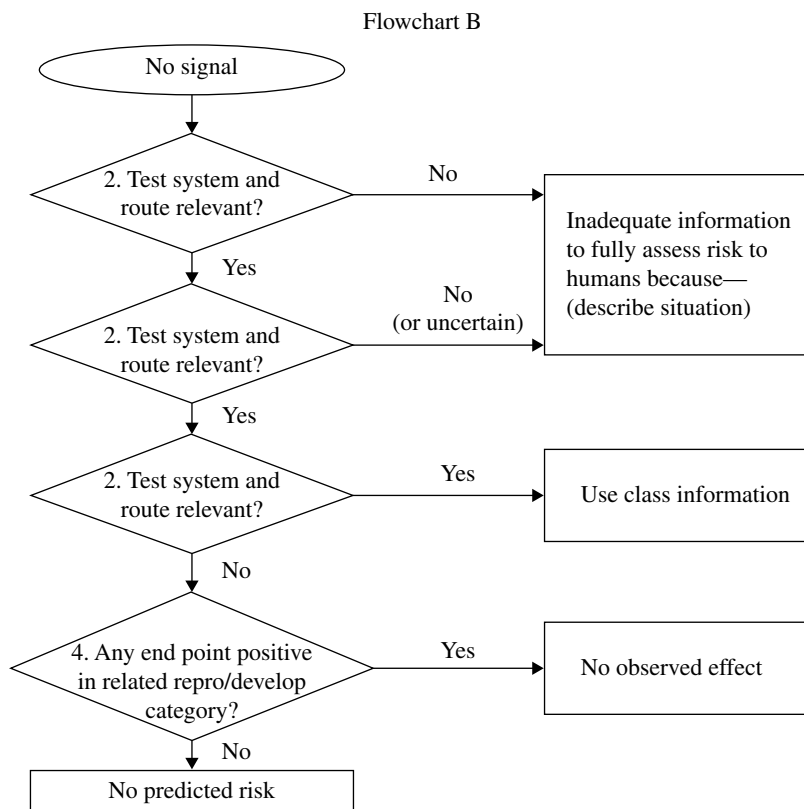 Flowchart B
No signal
2. Test system and
route relevant?
No
Inadequate information
to fully assess risk to
humans because—
(describe situation)
Yes
2. Test system and
route relevant?
No
(or uncertain)
Yes
2. Test system and
route relevant?
Yes
Use class information
No
4. Any end point positive
in related repro/develop
category?
Yes
No observed effect
No
No predicted risk